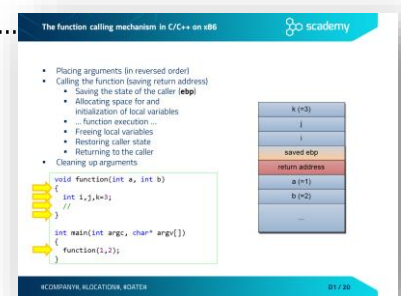 The function calling mechanism in C/C++ on x86
scademy
Placing arguments (in reversed order)
Calling the function (saving return address)
Saving the state of the caller (ebp)
Allocating space for and
initialization of local variables
... function execution ...
Freeing local variables
Restoring caller state
Returning to the caller
Cleaning up arguments
void function(int a, int b)
{
int i,j,k=3;
//
}
int main(int argc, char* argv[])
{
function(1,2);
}
k (=3)
j
i
saved ebp
return address
a (=1)
b (=2)
...
#COMPANY#, #LOCATION#, #DATE#
D1 / 20